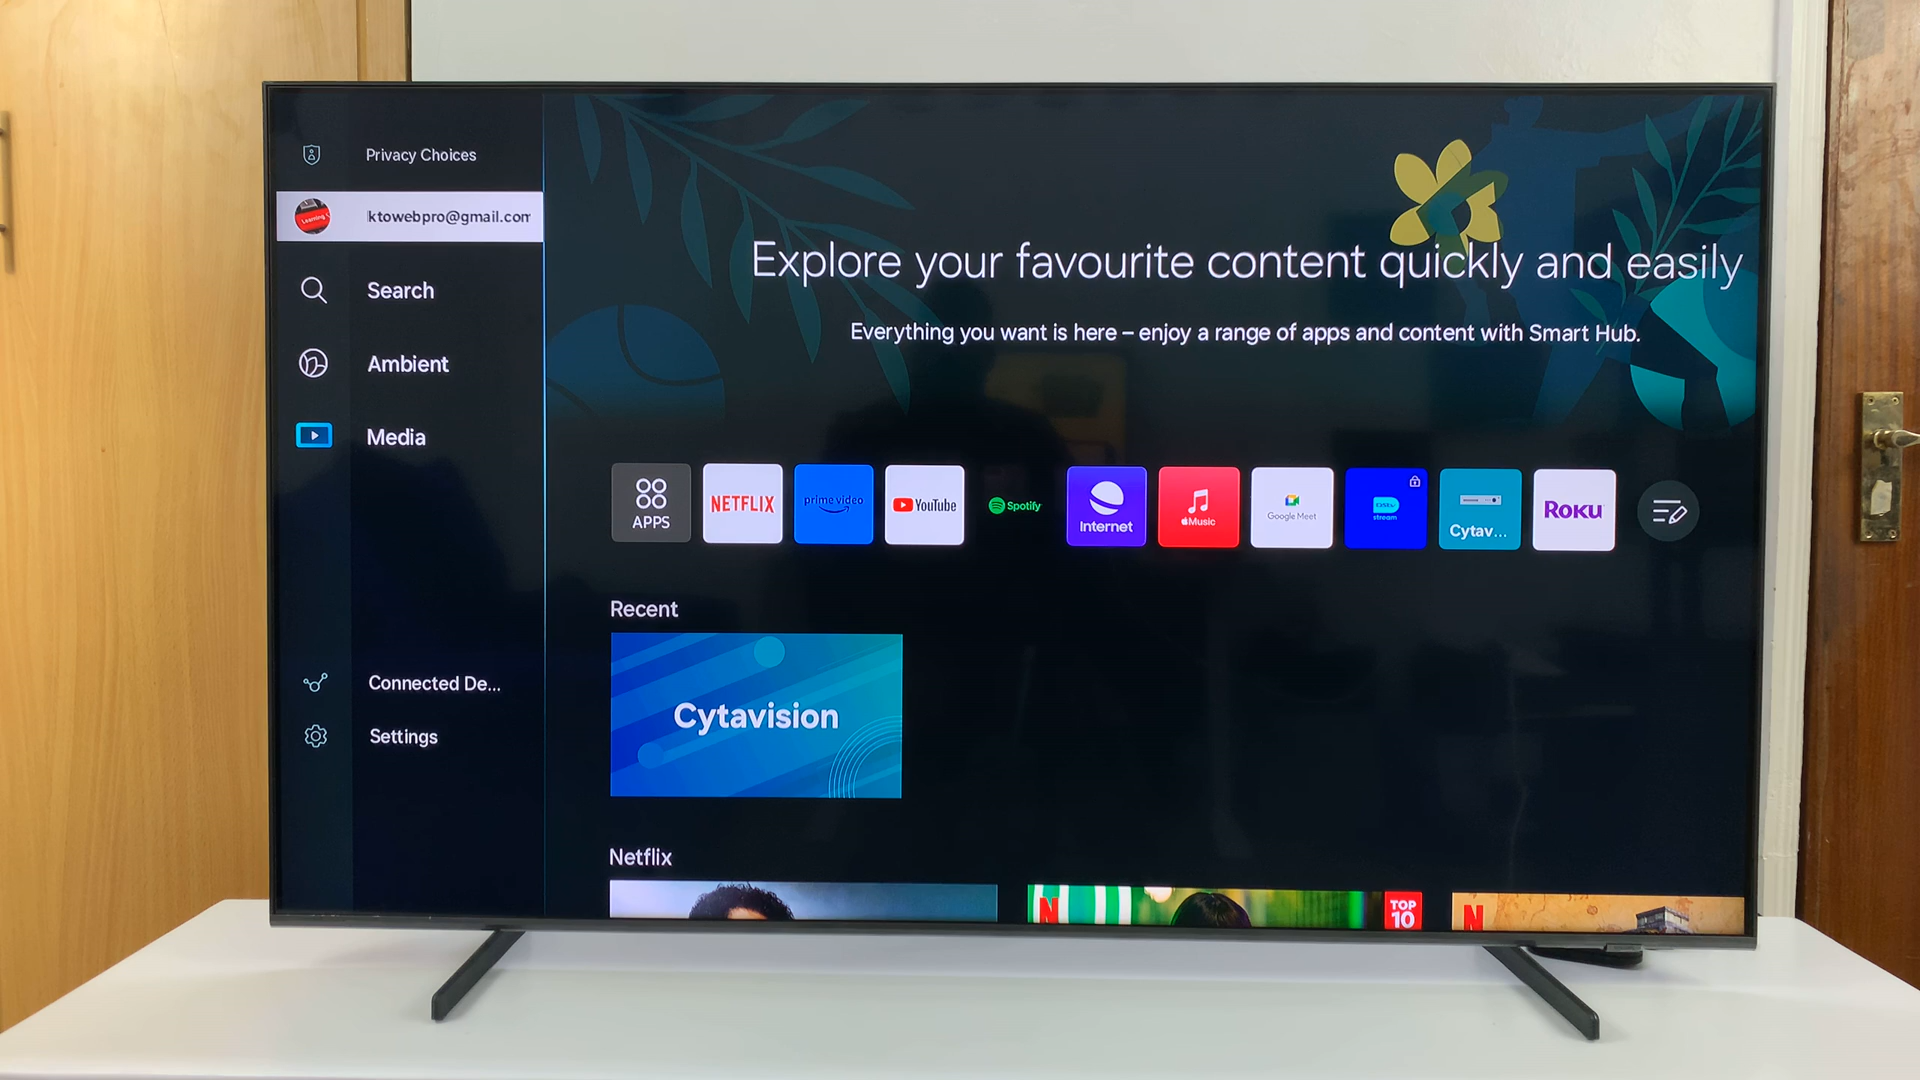 Privacy Choices
ktowebpro@gmail.com
Search
Ambient
Media
Connected De...
Settings
Explore your favourite content quickly and easily
Everything you want is here – enjoy a range of apps and content with Smart Hub.
APPS
NETFLIX
prime video
YouTube
Spotify
Internet
Music
Google Meet
DStv
stream
Cytav...
ROKU
Recent
Cytavision
Netflix
N
TOP
10
N